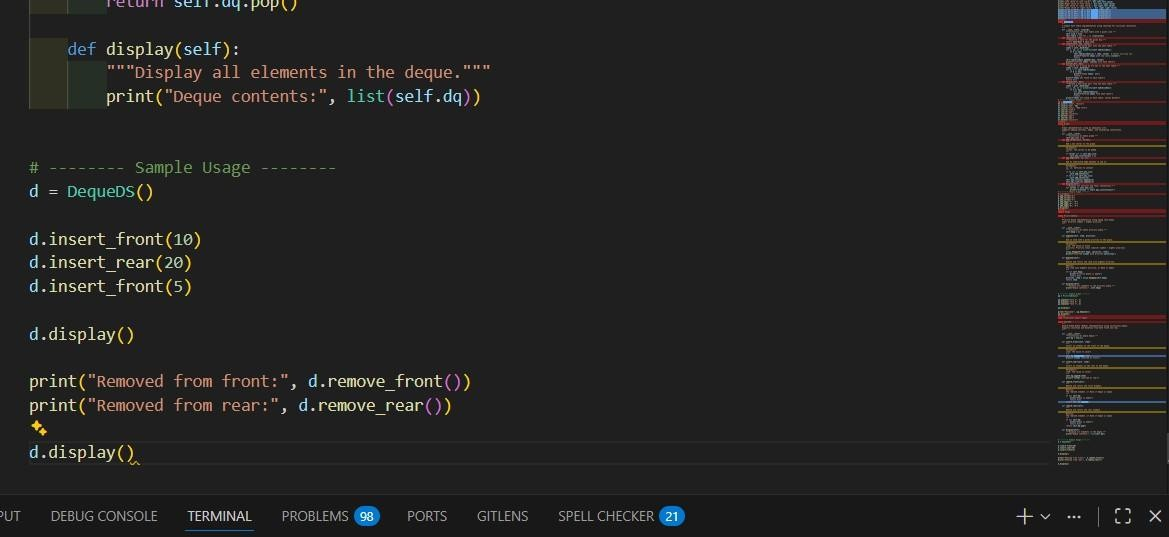 return self.dq.pop()
def display(self):
"""Display all elements in the deque."""
print("Deque contents:", list(self.dq))
# -------- Sample Usage --------
d = DequeDS()
d.insert_front(10)
d.insert_rear(20)
d.insert_front(5)
d.display()
print("Removed from front:", d.remove_front())
print("Removed from rear:", d.remove_rear())
d.display()
PUT DEBUG CONSOLE TERMINAL PROBLEMS 98 PORTS GITLENS SPELL CHECKER 21